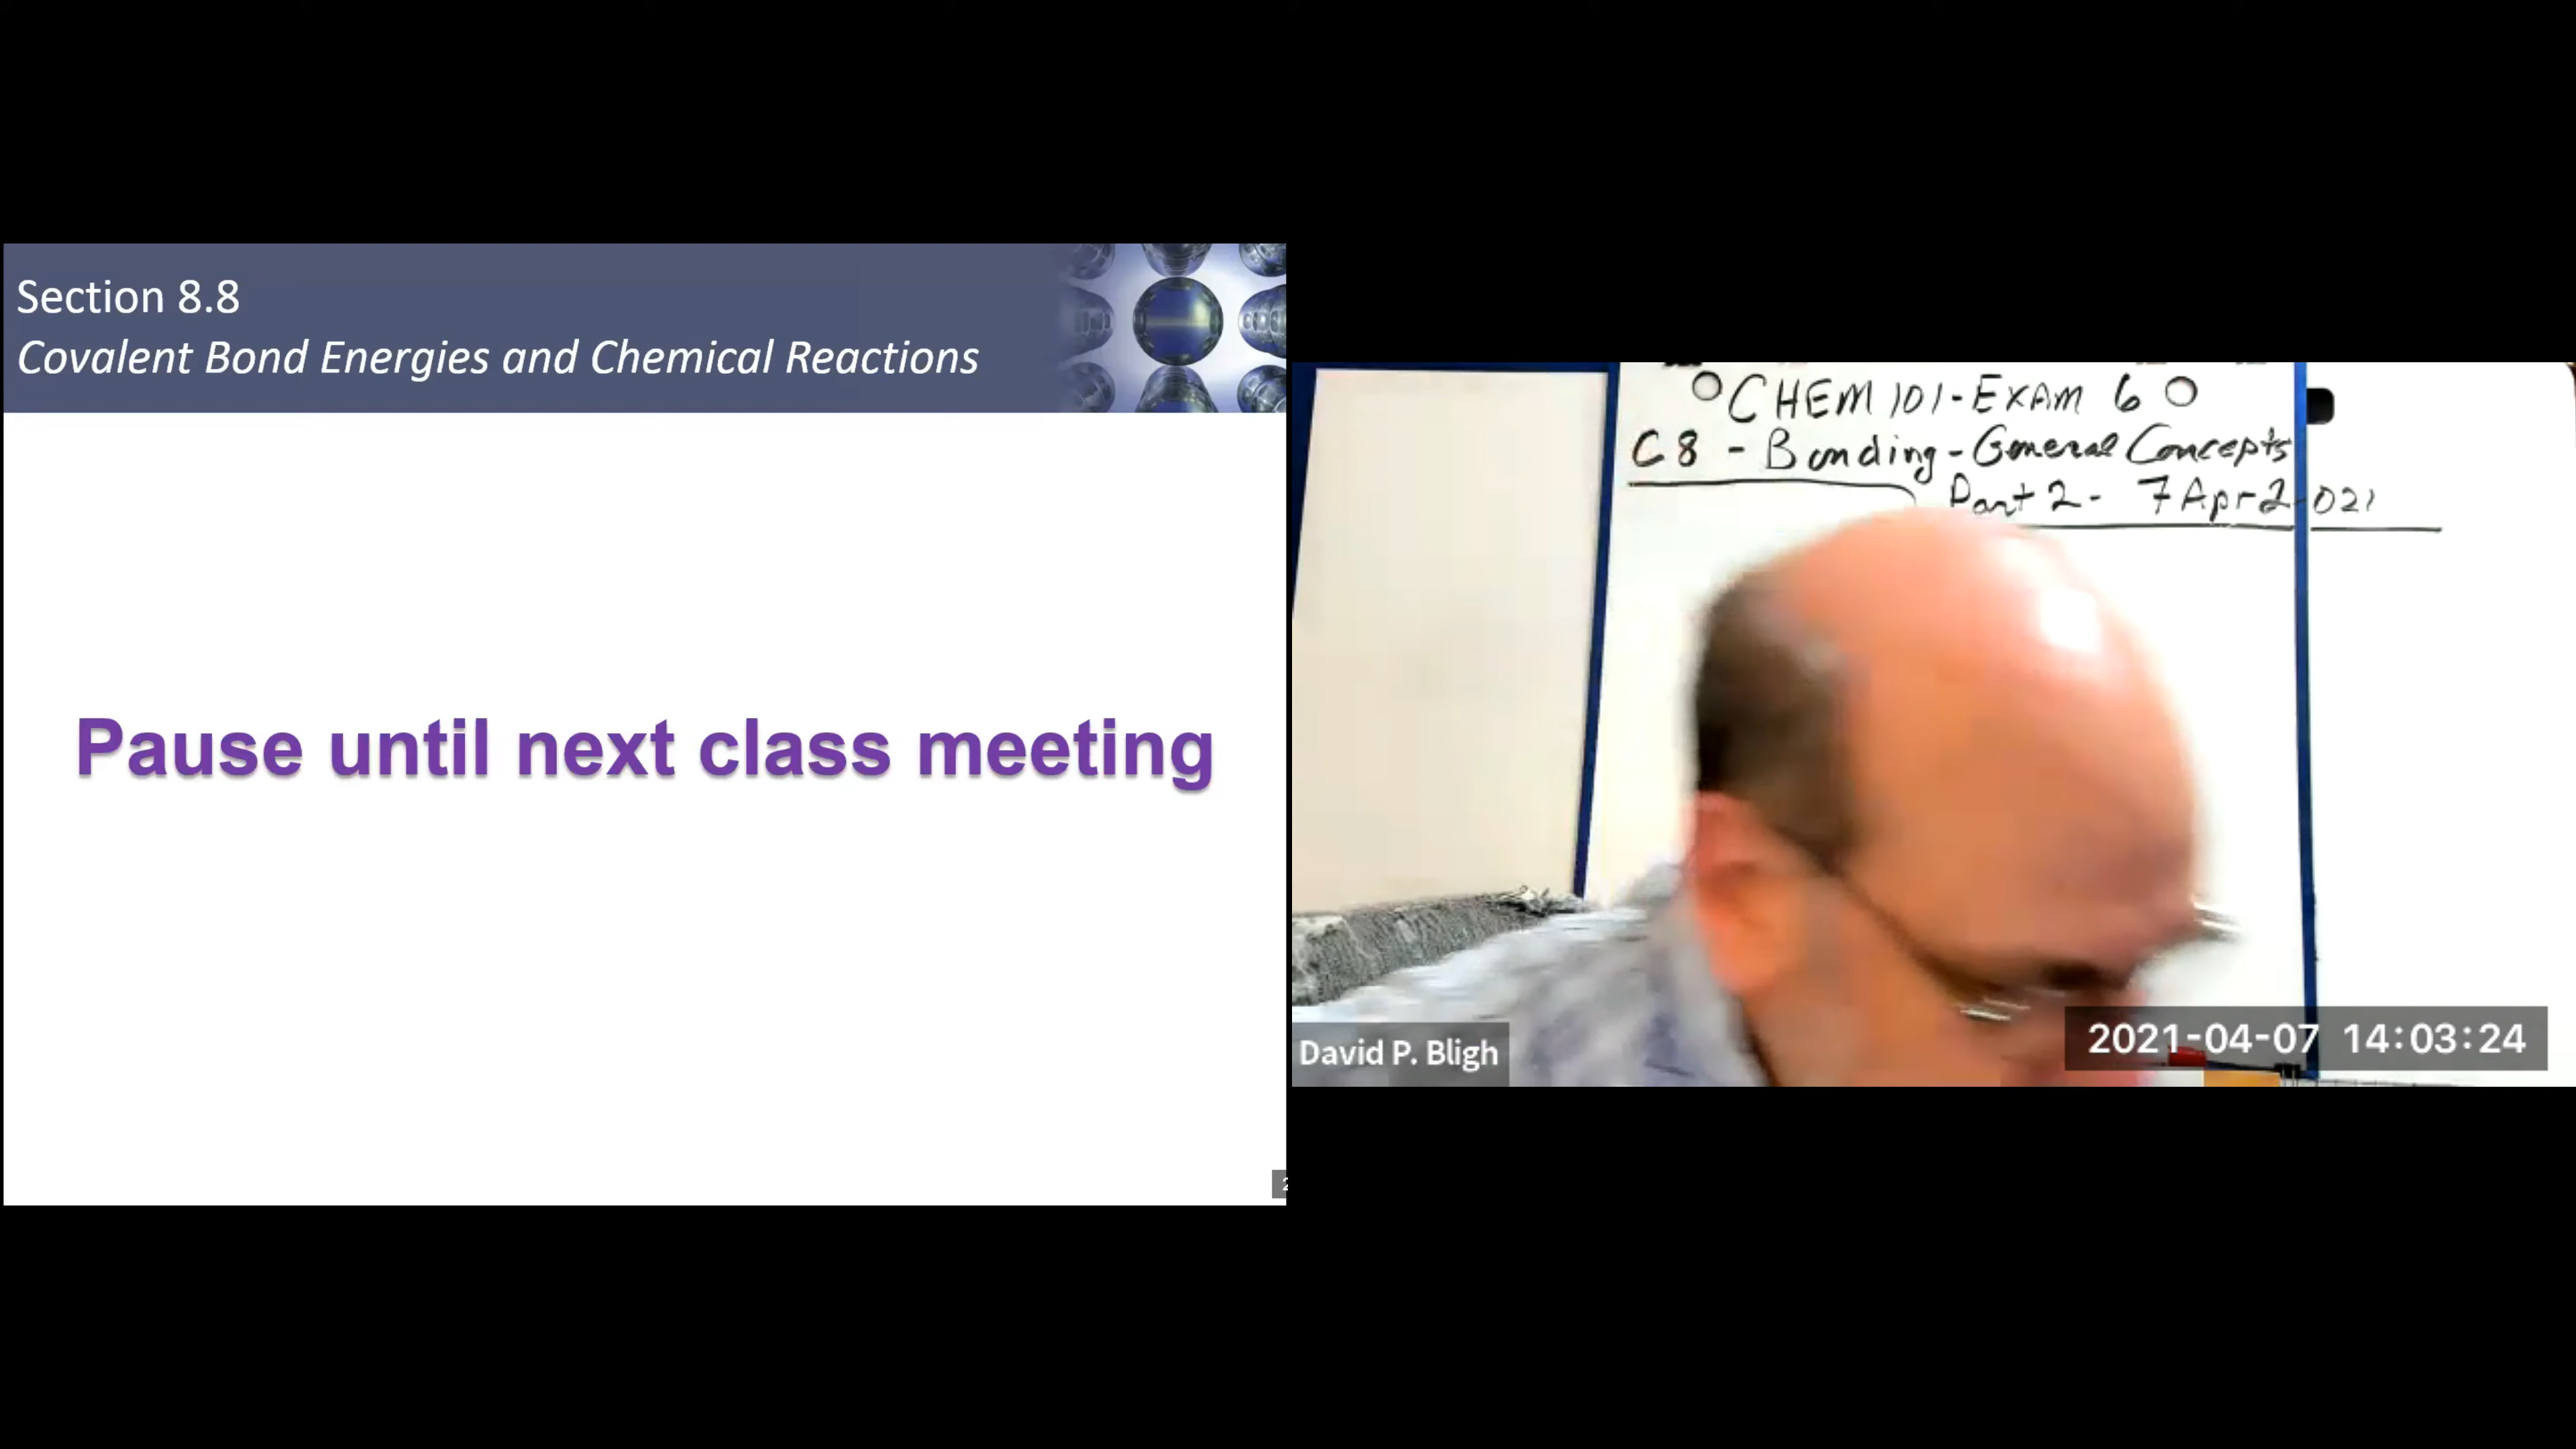 Section 8.8
Covalent Bond Energies and Chemical Reactions
Pause until next class meeting
2
CHEM 101-EXAM 6
C8 - Bonding - General Concepts
Part 2 - 7 Apr 2021
David P. Bligh
2021-04-07 14:03:24